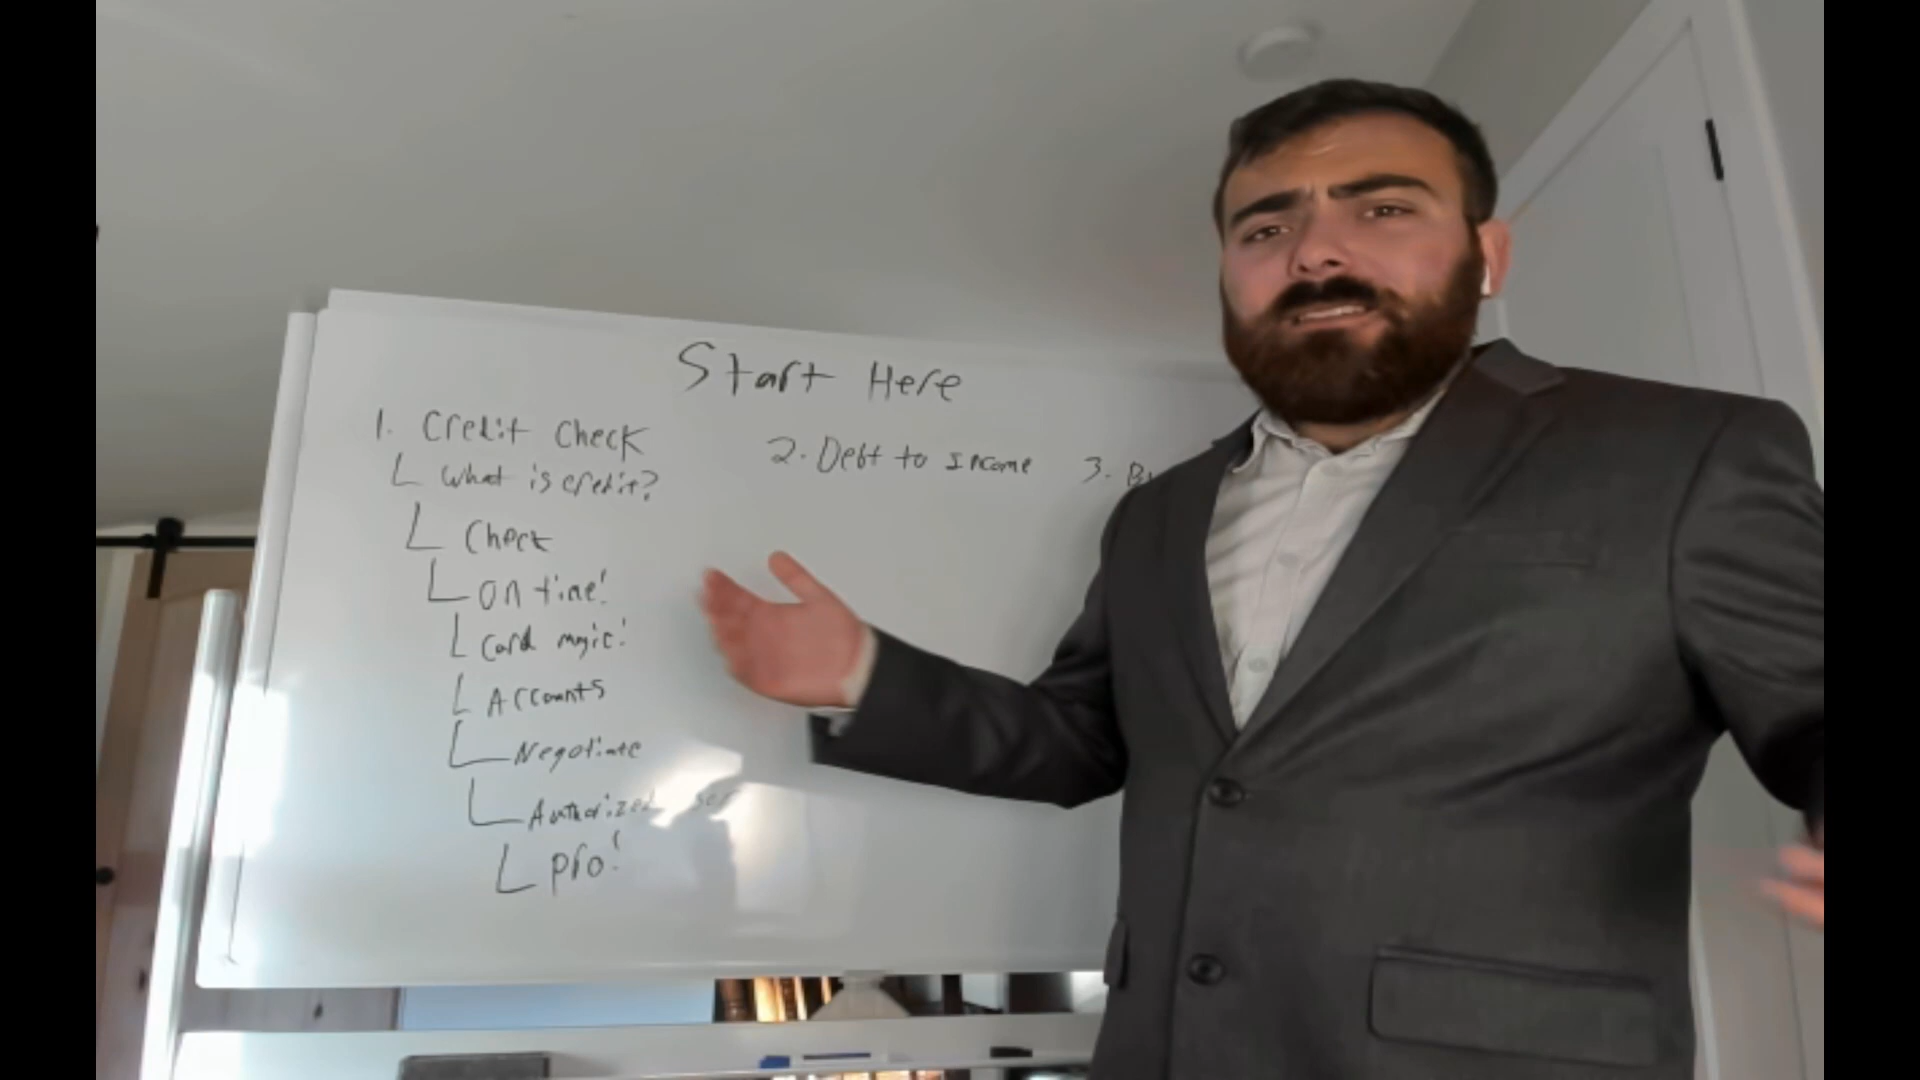 Start Here
1. Credit Check
What is credit?
Check
On time!
Card magic!
Accounts
Negotiate
Authorized
pro!
2. Debt to Income
3.